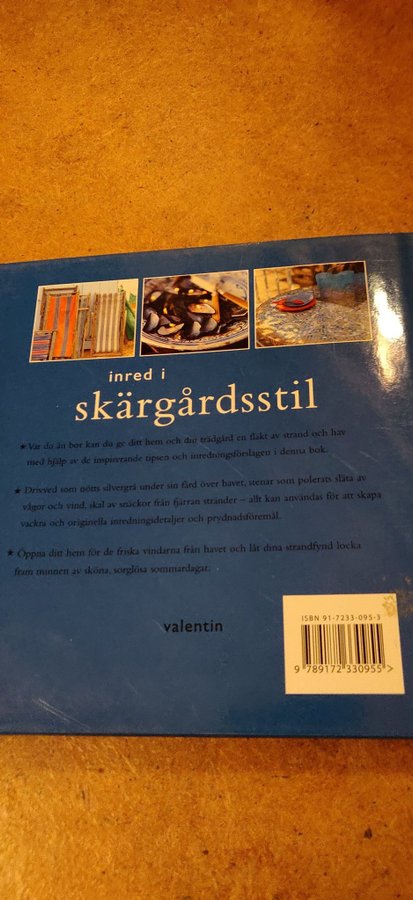 inred i
skärgårdsstil
★ Var du än bor kan du ge ditt hem och din trädgård en fläkt av strand och hav
med hjälp av de inspirerande tipsen och inredningsförslagen i denna bok.
★ Drivved som nötts silvergrå under sin färd över havet, stenar som polerats släta av
vågor och vind, skal av snäckor från fjärran stränder – allt kan användas för att skapa
vackra och originella inredningsdetaljer och prydnadsföremål.
★ Öppna ditt hem för de friska vindarna från havet och låt dina strandfynd locka
fram minnen av sköna, sorglösa sommardagar.
valentin
ISBN 91-7233-095-3
9 789172 330955 >